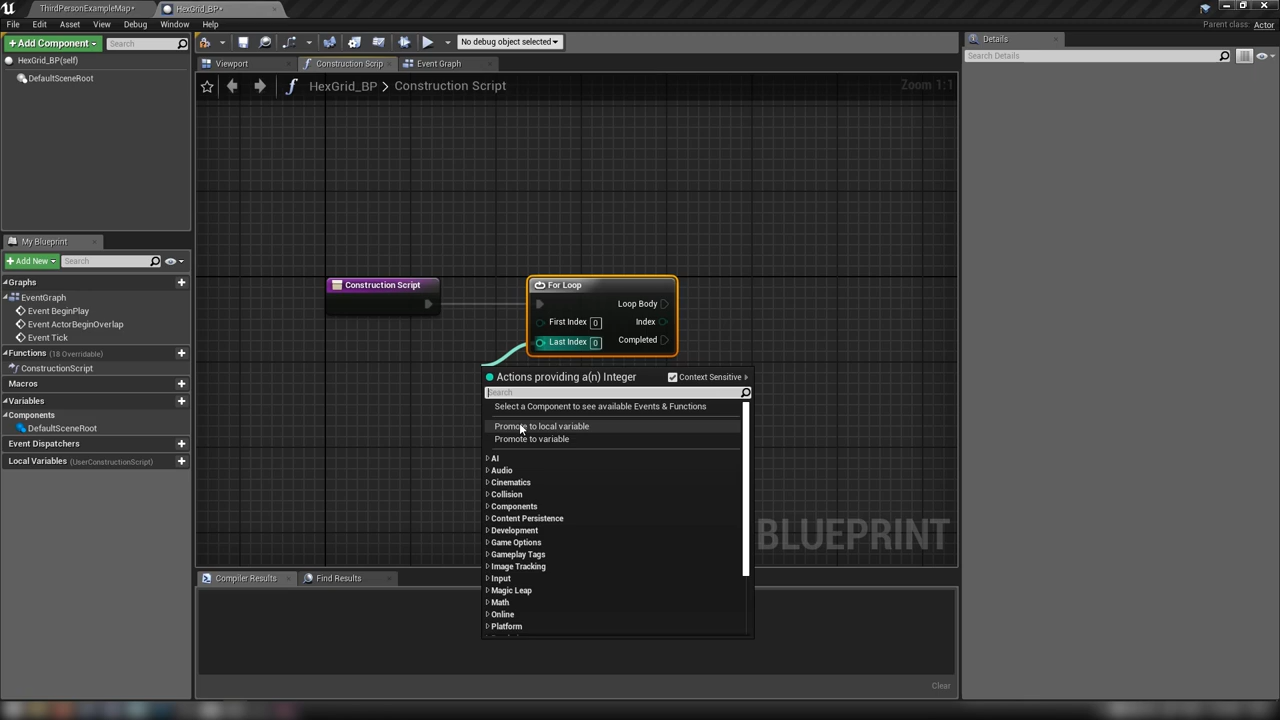 ThirdPersonExampleMap*
HexGrid_BP*
File
Edit
Asset
View
Debug
Window
Help
Parent class: Actor
+ Add Component
Search
No debug object selected
Details
Search Details
HexGrid_BP(self)
DefaultSceneRoot
Viewport
Construction Scrip
Event Graph
HexGrid_BP > Construction Script
Zoom 1:1
My Blueprint
+ Add New
Search
Graphs
EventGraph
Event BeginPlay
Event ActorBeginOverlap
Event Tick
Functions (18 Overridable)
ConstructionScript
Macros
Variables
Components
DefaultSceneRoot
Event Dispatchers
Local Variables (UserConstructionScript)
Construction Script
For Loop
Loop Body
First Index 0
Index
Last Index 0
Completed
Actions providing a(n) Integer
Context Sensitive
Search
Select a Component to see available Events & Functions
Promote to local variable
Promote to variable
AI
Audio
Cinematics
Collision
Components
Content Persistence
Development
Game Options
Gameplay Tags
Image Tracking
Input
Magic Leap
Math
Online
Platform
BLUEPRINT
Compiler Results
Find Results
Clear